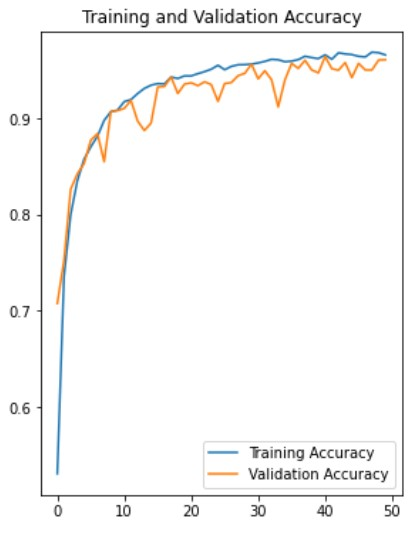 Training and Validation Accuracy
0.9
0.8
0.7
0.6
Training Accuracy
Validation Accuracy
0 10 20 30 40 50